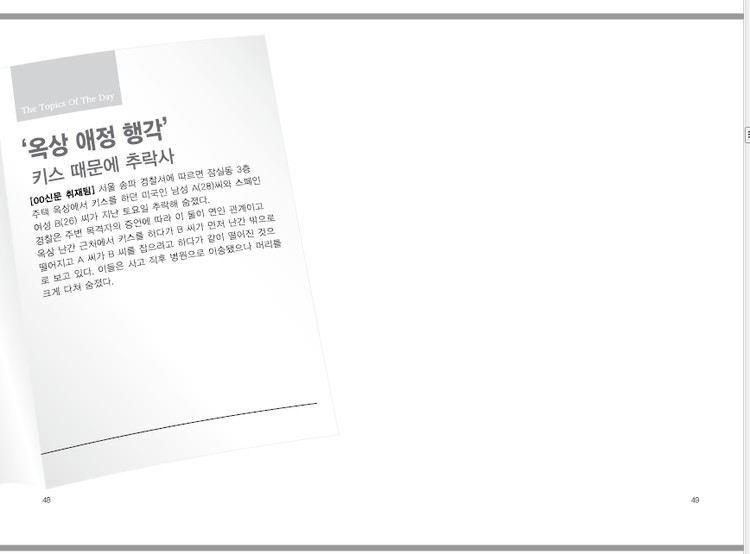 The Topics Of The Day
‘옥상 애정 행각’
키스 때문에 추락사
[00신문 취재팀] 서울 송파 경찰서에 따르면 잠실동 3층
주택 옥상에서 키스를 하던 미국인 남성 A(28)씨와 스페인
여성 B(26) 씨가 지난 토요일 추락해 숨졌다.
경찰은 주변 목격자의 증언에 따라 이 둘이 연인 관계이고
옥상 난간 근처에서 키스를 하다가 B 씨가 먼저 난간 밖으로
떨어지고 A 씨가 B 씨를 잡으려고 하다가 같이 떨어진 것으
로 보고 있다. 이들은 사고 직후 병원으로 이송됐으나 머리를
크게 다쳐 숨졌다.
48
49